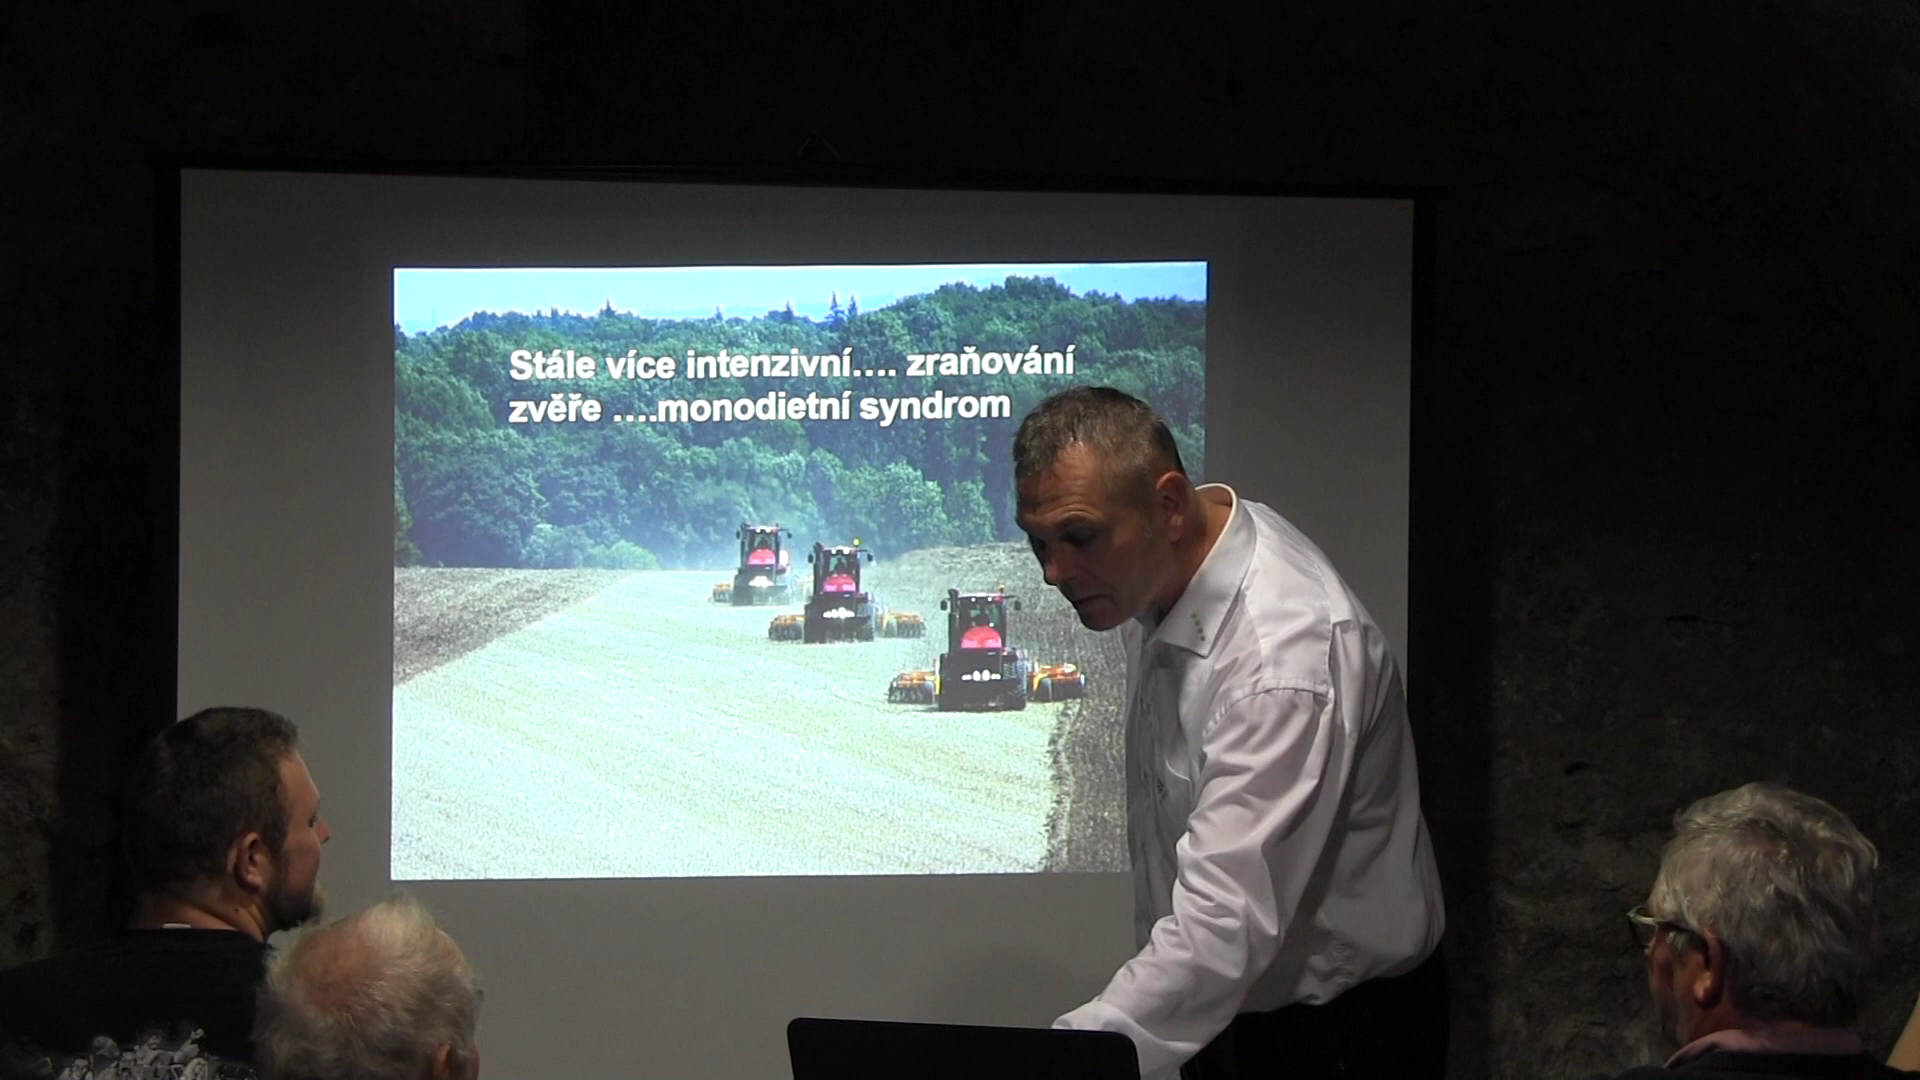 Stále více intenzivní.... zraňování
zvěře ....monodietní syndrom